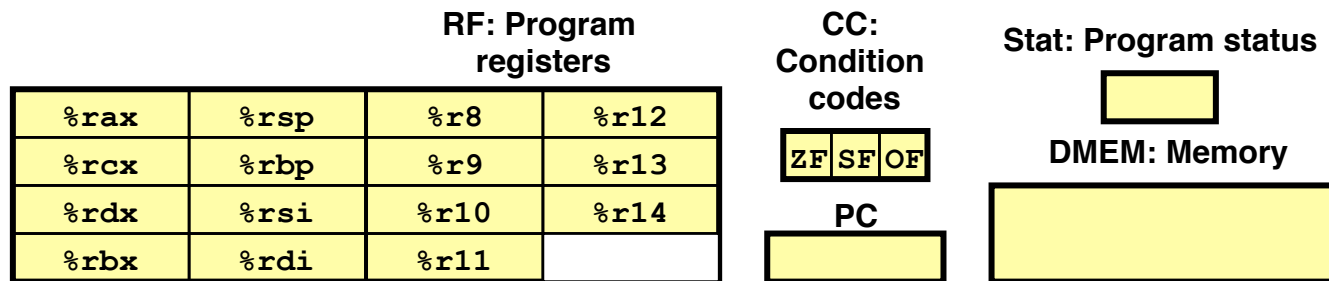 RF: Program
registers
%rax %rsp %r8 %r12
%rcx %rbp %r9 %r13
%rdx %rsi %r10 %r14
%rbx %rdi %r11
CC:
Condition
codes
ZF SF OF
PC
Stat: Program status
DMEM: Memory